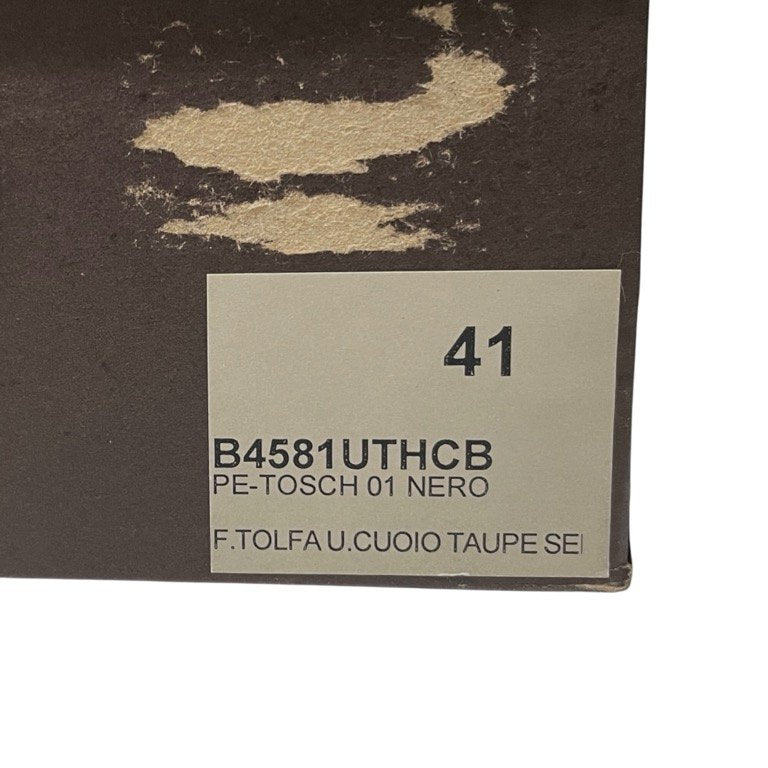 41
B4581UTHCB
PE-TOSCH 01 NERO
F.TOLFA U.CUOIO TAUPE SE